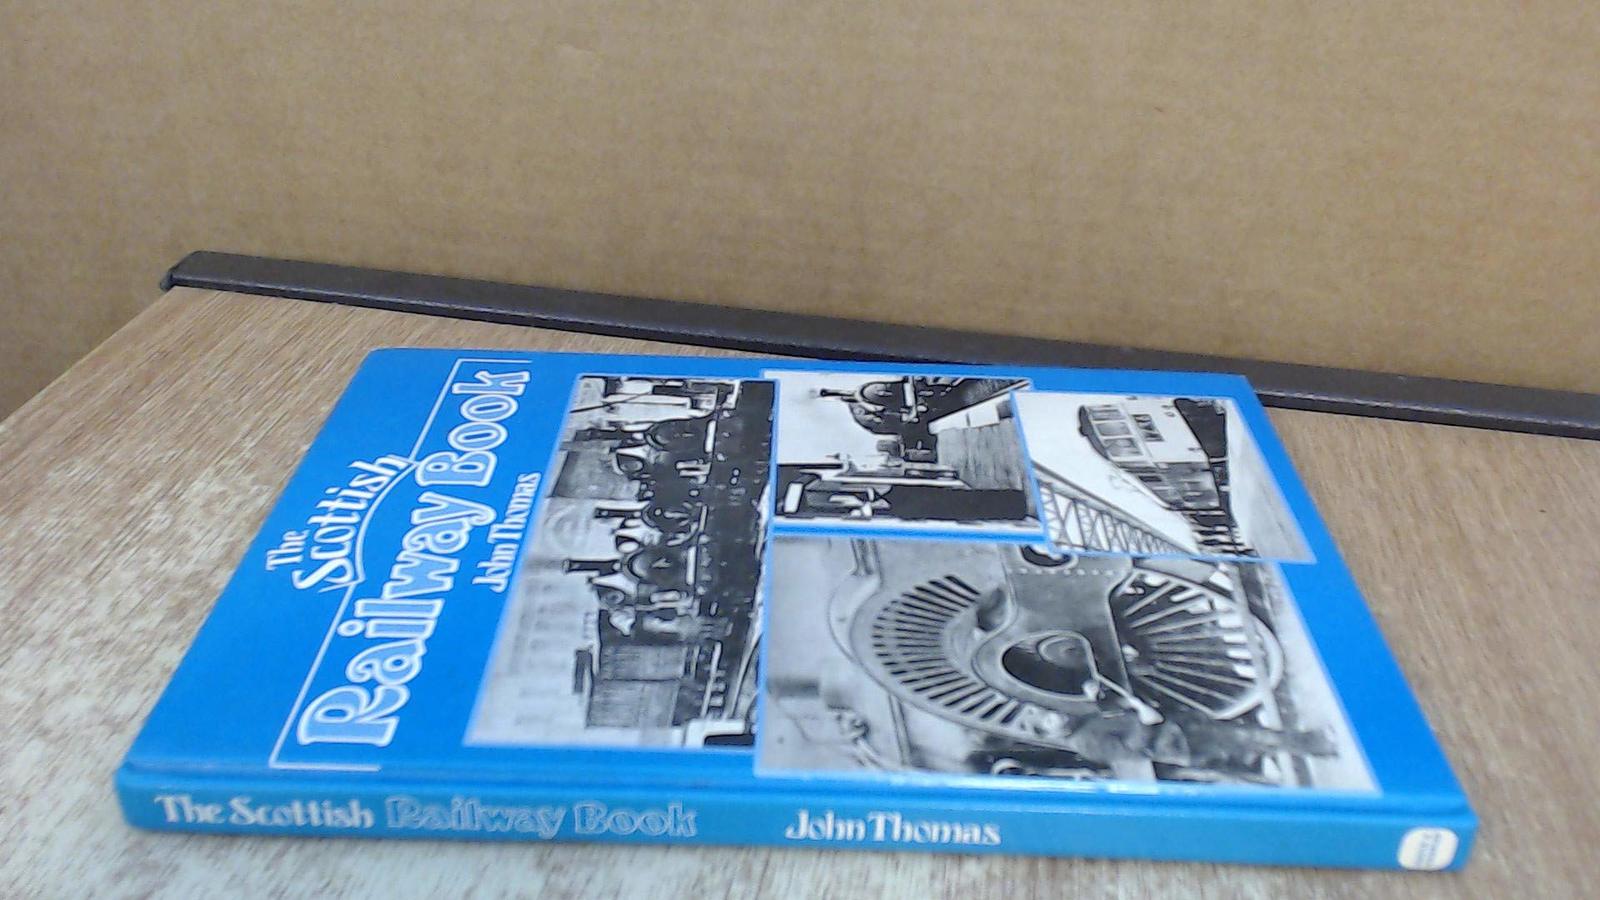 The
Scottish
Railway Book
John Thomas
The Scottish Railway Book John Thomas